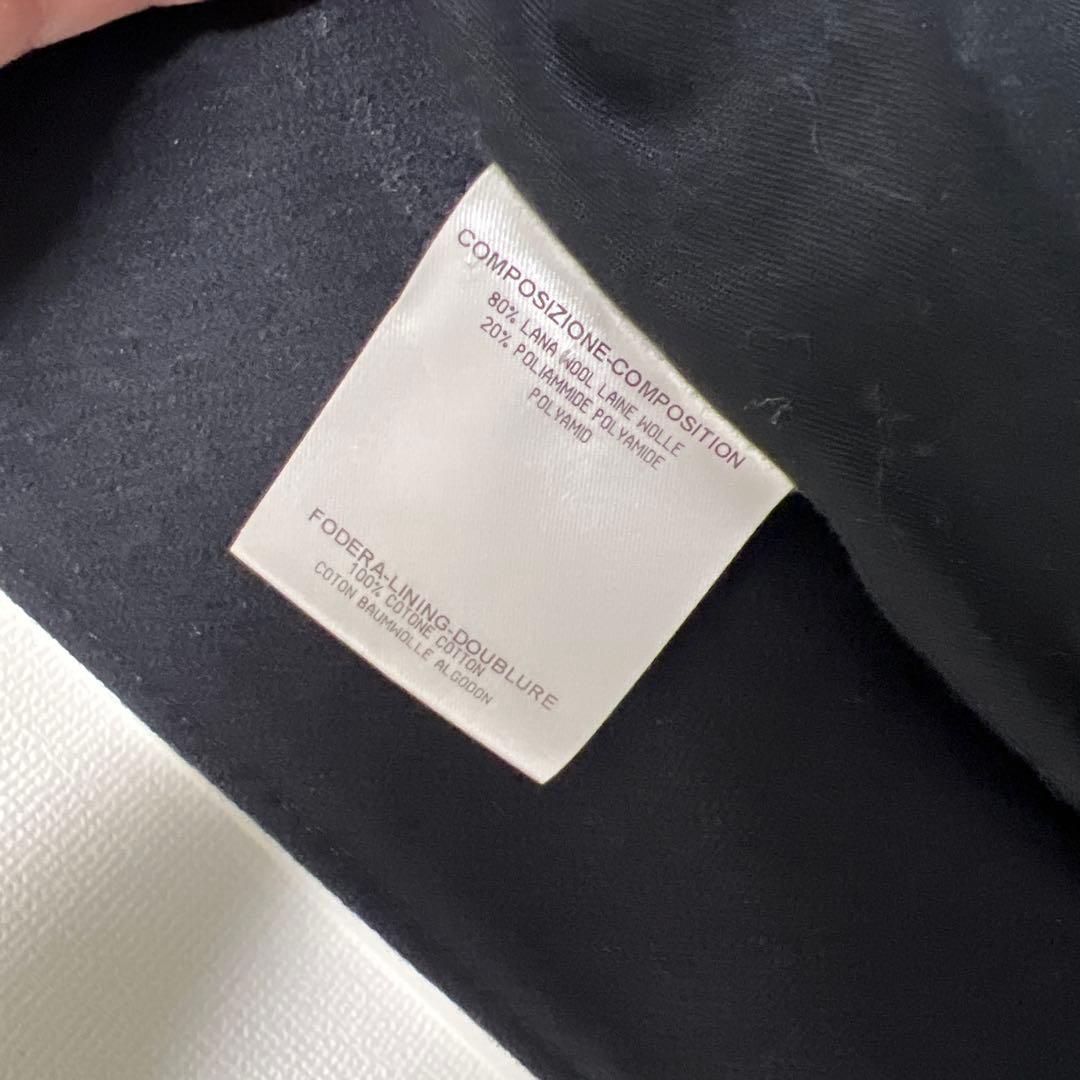 COMPOSIZIONE-COMPOSITION
80% LANA WOOL LAINE WOLLE
20% POLIAMMIDE POLYAMIDE
POLYAMID
FODERA-LINING-DOUBLURE
100% COTONE COTTON
COTON BAUMWOLLE ALGODON